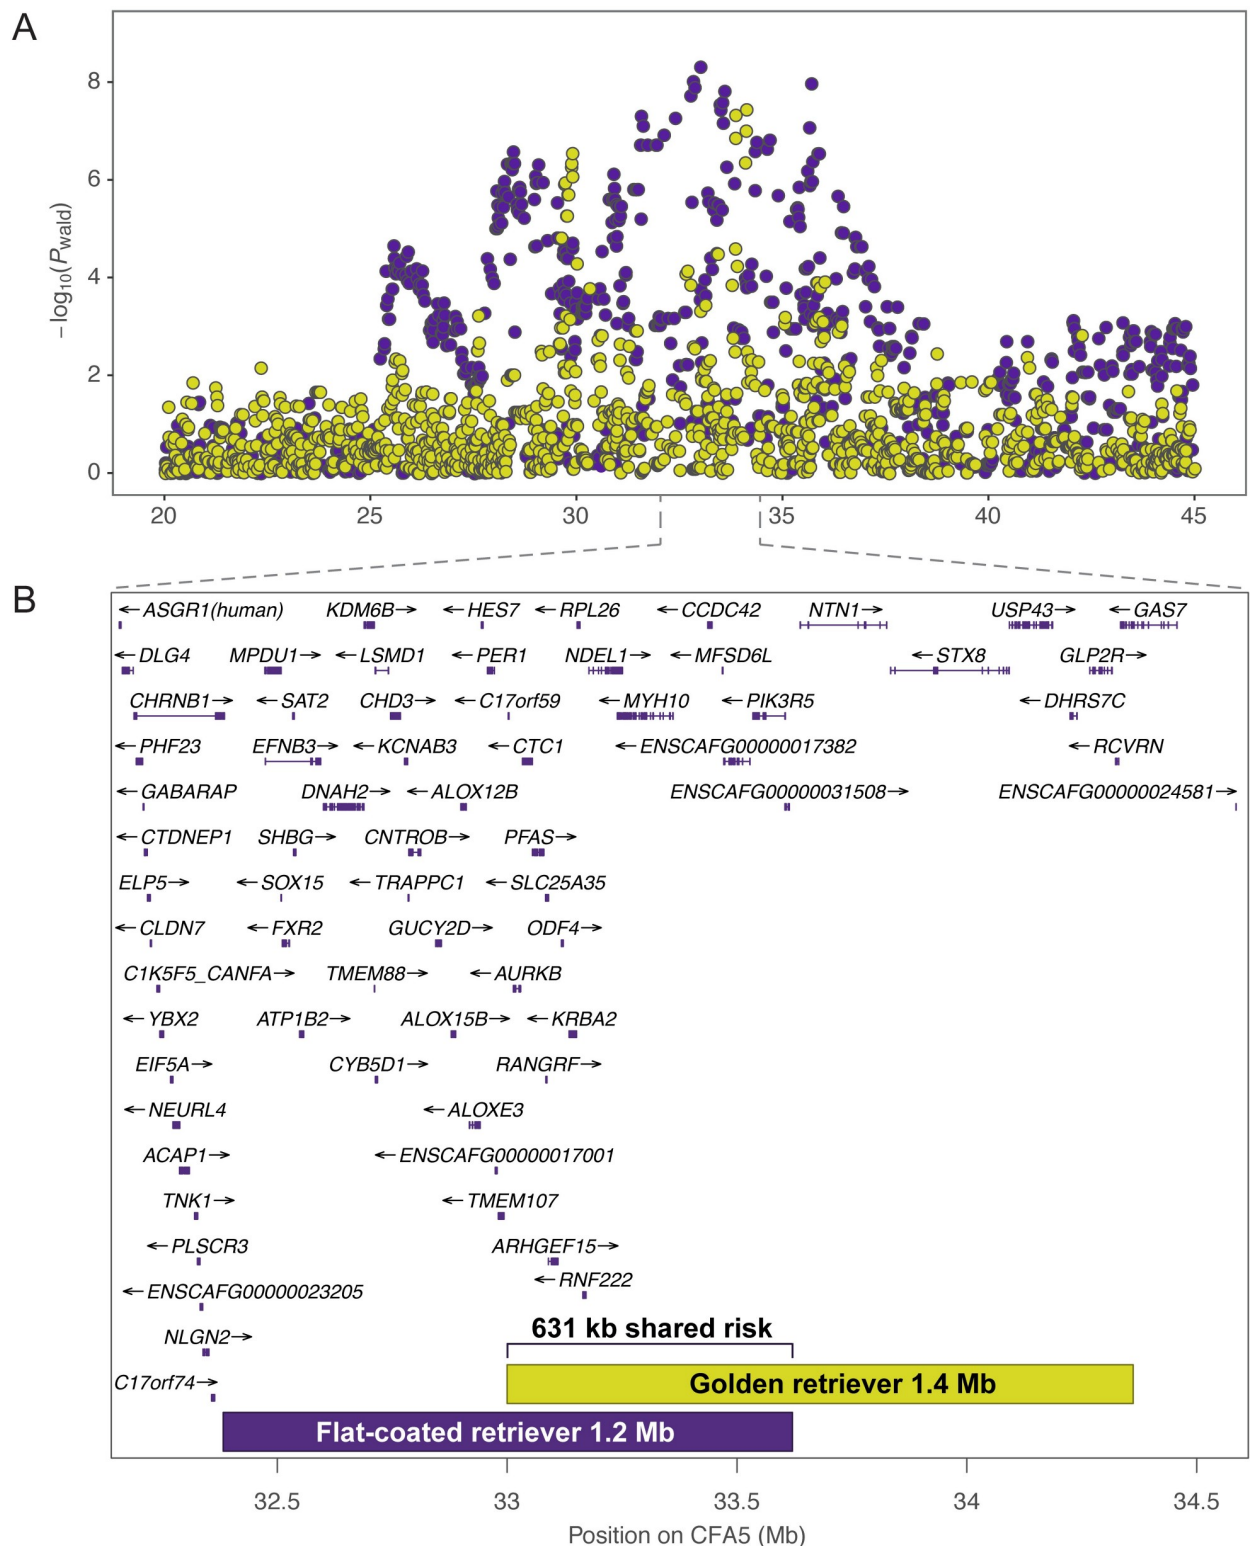 A
−log10(Pwald)
8
6
4
2
0
20 25 30 35 40 45
B
←ASGR1(human) KDM6B→ ←HES7 ←RPL26 ←CCDC42 NTN1→ USP43→ ←GAS7
←DLG4 MPDU1→ ←LSMD1 ←PER1 NDEL1→ ←MFSD6L ←STX8 GLP2R→
CHRNB1→ ←SAT2 CHD3→ ←C17orf59 ←MYH10 ←PIK3R5 ←DHRS7C
←PHF23 EFNB3→ ←KCNAB3 ←CTC1 ←ENSCAFG00000017382 ←RCVRN
←GABARAP DNAH2→ ←ALOX12B ENSCAFG00000031508→ ENSCAFG00000024581→
←CTDNEP1 SHBG→ CNTROB→ PFAS→
ELP5→ ←SOX15 ←TRAPPC1 ←SLC25A35
←CLDN7 ←FXR2 GUCY2D→ ODF4→
C1K5F5_CANFA→ TMEM88→ ←AURKB
←YBX2 ATP1B2→ ALOX15B→ ←KRBA2
EIF5A→ CYB5D1→ RANGRF→
←NEURL4 ←ALOXE3
ACAP1→ ←ENSCAFG00000017001
TNK1→ ←TMEM107
←PLSCR3 ARHGEF15→
←RNF222
←ENSCAFG00000023205
631 kb shared risk
NLGN2→
C17orf74→
Golden retriever 1.4 Mb
Flat-coated retriever 1.2 Mb
32.5 33 33.5 34 34.5
Position on CFA5 (Mb)